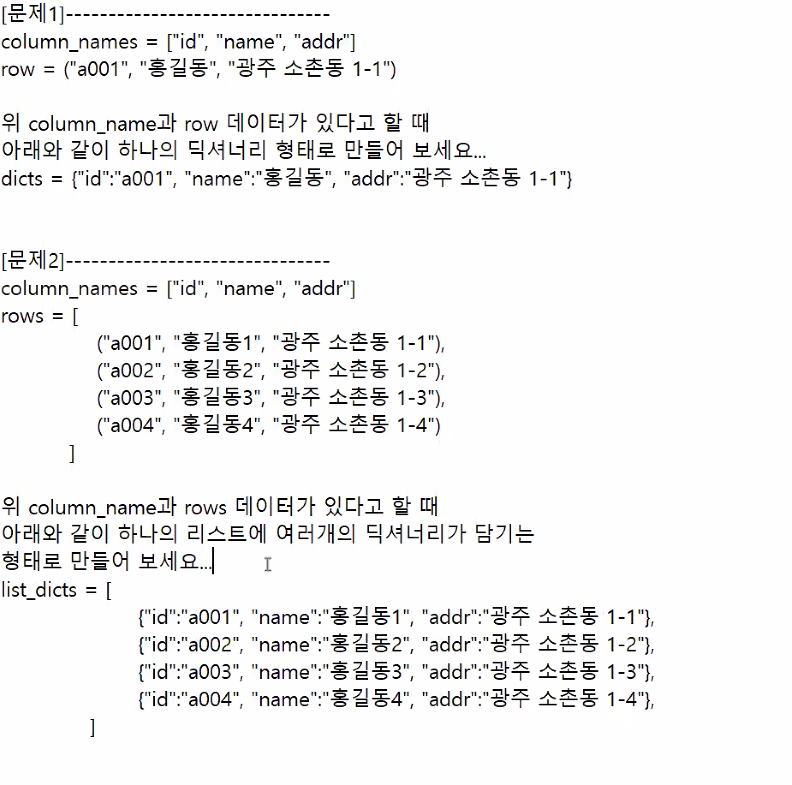 [문제1]-------------------------------
column_names = ["id", "name", "addr"]
row = ("a001", "홍길동", "광주 소촌동 1-1")
위 column_name과 row 데이터가 있다고 할 때
아래와 같이 하나의 딕셔너리 형태로 만들어 보세요...
dicts = {"id":"a001", "name":"홍길동", "addr":"광주 소촌동 1-1"}
[문제2]-------------------------------
column_names = ["id", "name", "addr"]
rows = [
("a001", "홍길동1", "광주 소촌동 1-1"),
("a002", "홍길동2", "광주 소촌동 1-2"),
("a003", "홍길동3", "광주 소촌동 1-3"),
("a004", "홍길동4", "광주 소촌동 1-4")
]
위 column_name과 rows 데이터가 있다고 할 때
아래와 같이 하나의 리스트에 여러개의 딕셔너리가 담기는
형태로 만들어 보세요...
list_dicts = [
{"id":"a001", "name":"홍길동1", "addr":"광주 소촌동 1-1"},
{"id":"a002", "name":"홍길동2", "addr":"광주 소촌동 1-2"},
{"id":"a003", "name":"홍길동3", "addr":"광주 소촌동 1-3"},
{"id":"a004", "name":"홍길동4", "addr":"광주 소촌동 1-4"},
]